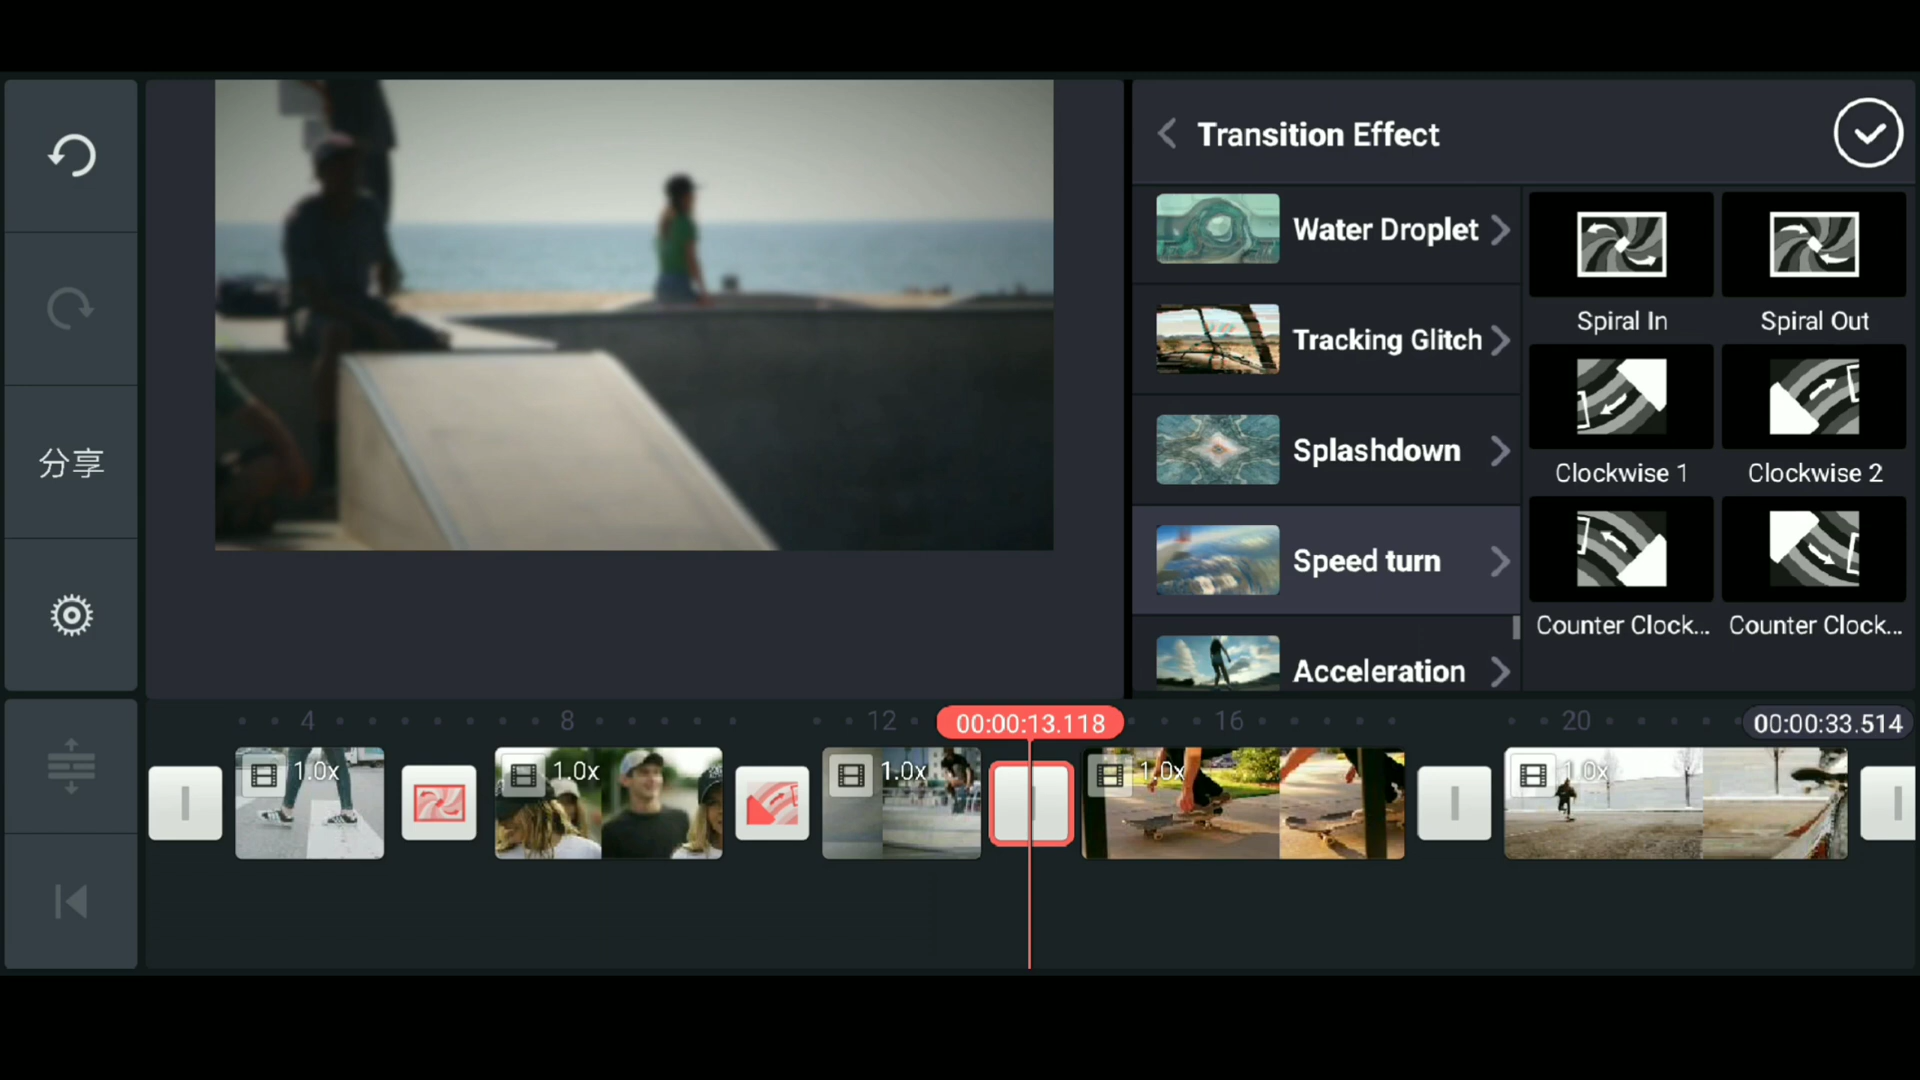 Transition Effect
Water Droplet
Tracking Glitch
Splashdown
Speed turn
Acceleration
Spiral In
Spiral Out
Clockwise 1
Clockwise 2
Counter Clock...
Counter Clock...
分享
4
8
12
00:00:13.118
16
20
00:00:33.514
1.0x
1.0x
1.0x
1.0x
1.0x